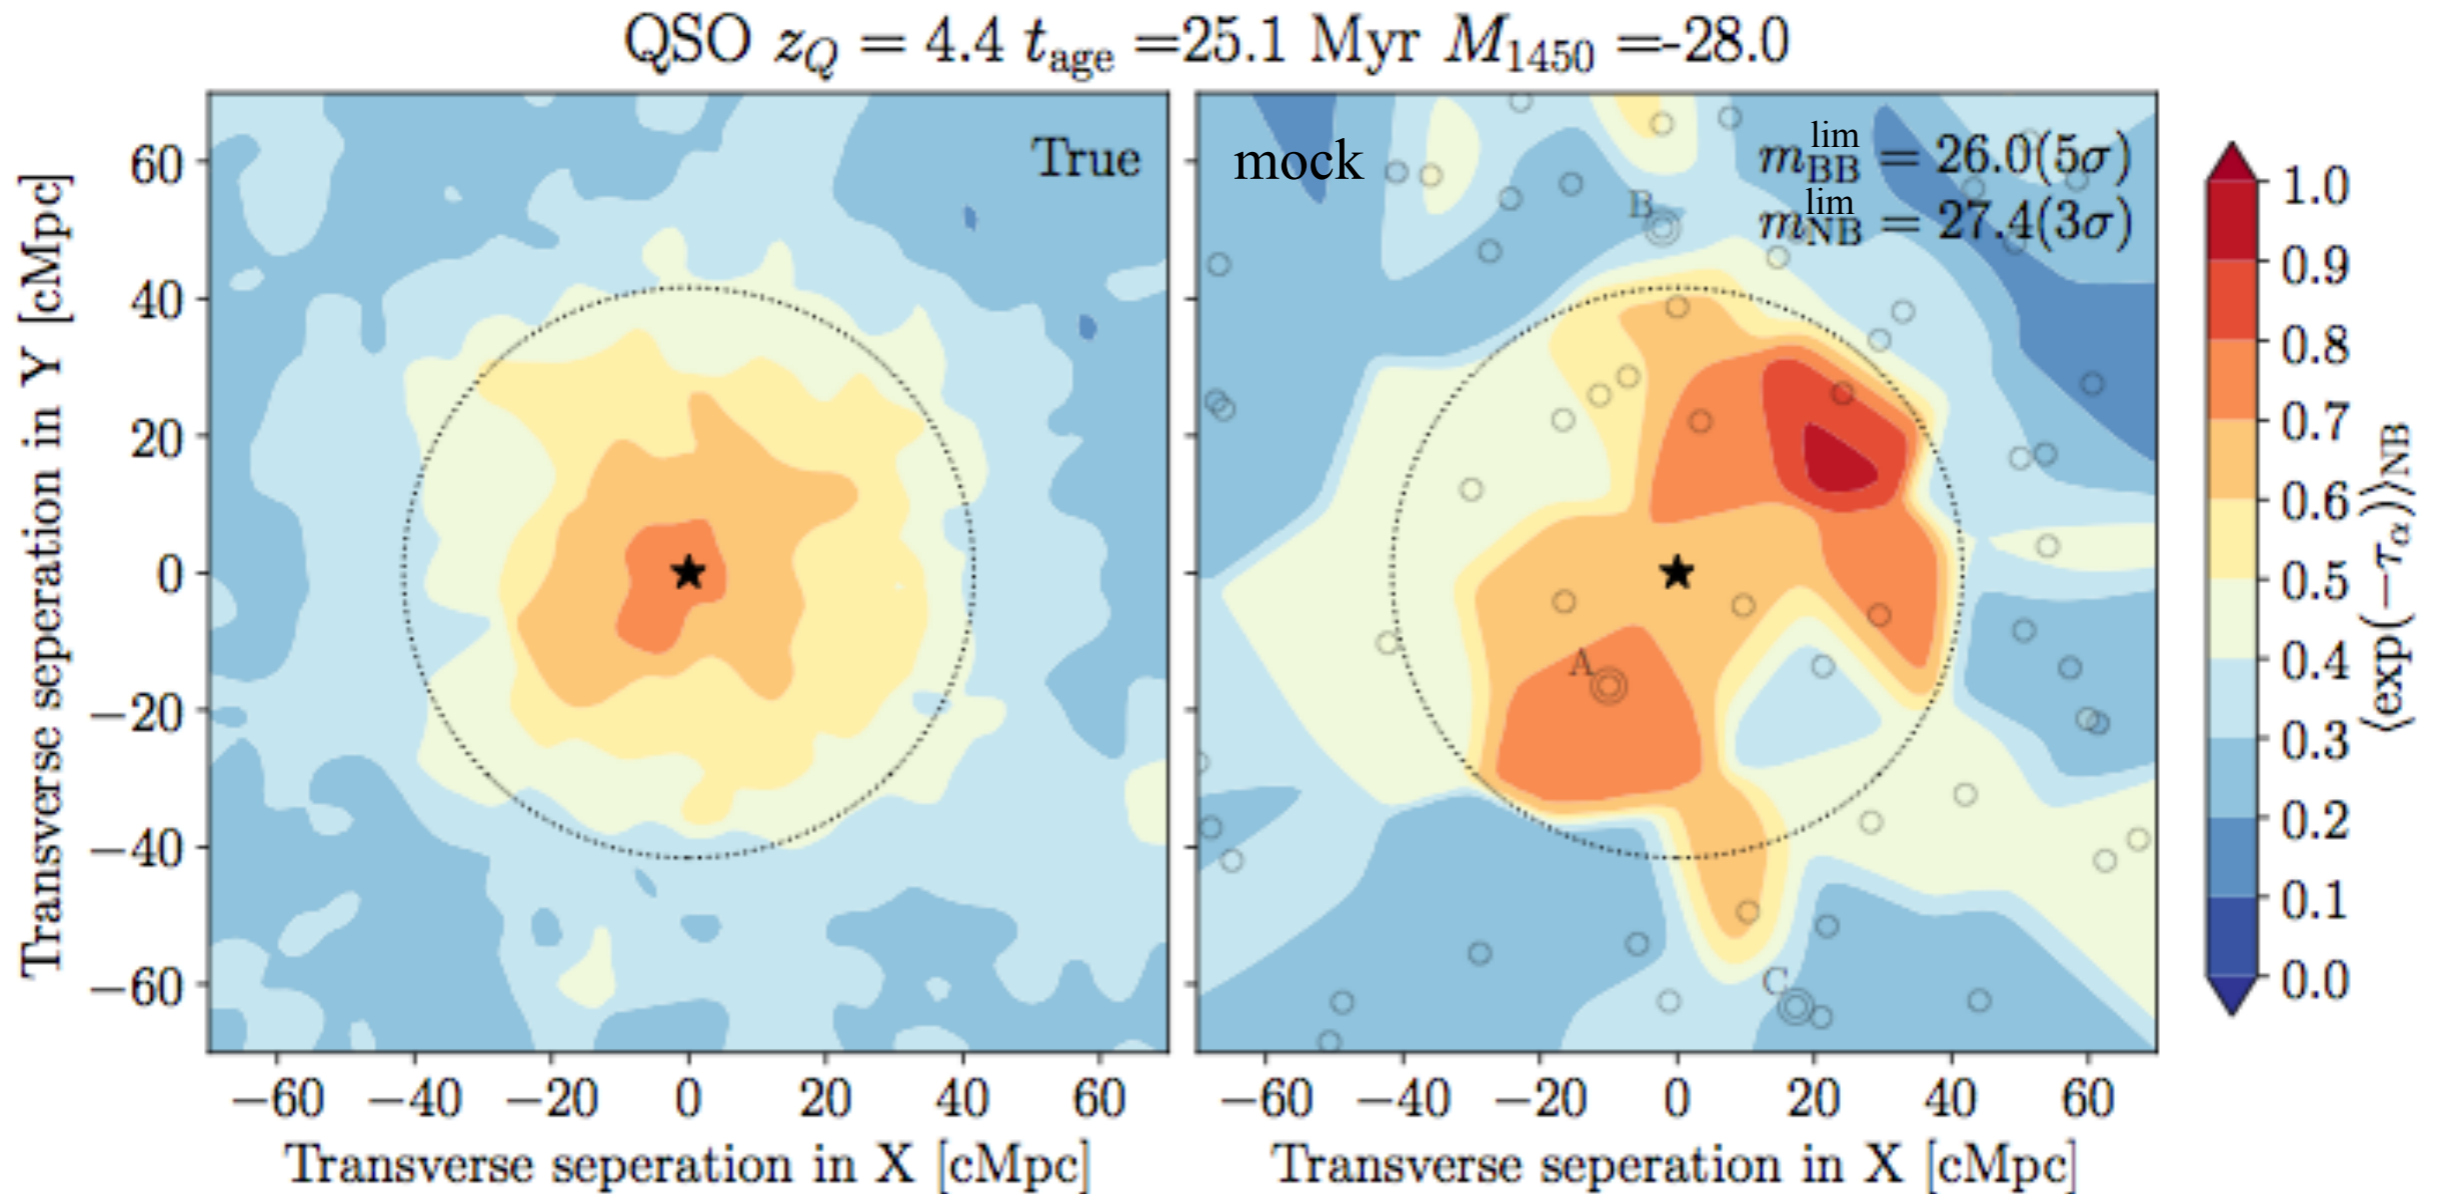 QSO z_Q = 4.4 t_age =25.1 Myr M_1450 =-28.0
True
mock
m_BB^lim = 26.0(5σ)
m_NB^lim = 27.4(3σ)
A
B
C
Transverse seperation in Y [cMpc]
60
40
20
0
−20
−40
−60
−60 −40 −20 0 20 40 60
Transverse seperation in X [cMpc]
−60 −40 −20 0 20 40 60
Transverse seperation in X [cMpc]
1.0
0.9
0.8
0.7
0.6
0.5
0.4
0.3
0.2
0.1
0.0
⟨exp(−τ_α)⟩_NB